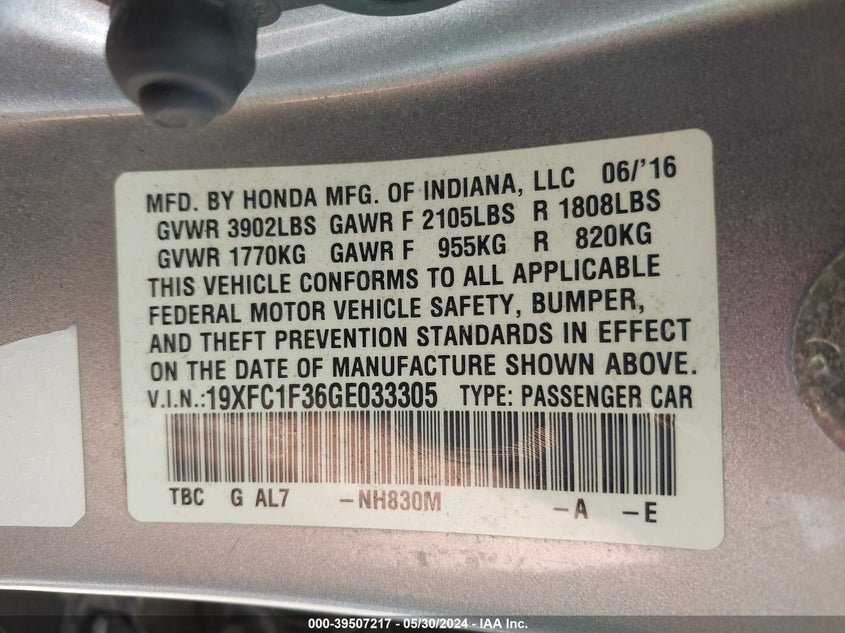 MFD. BY HONDA MFG. OF INDIANA, LLC 06/'16
GVWR 3902LBS GAWR F 2105LBS R 1808LBS
GVWR 1770KG GAWR F 955KG R 820KG
THIS VEHICLE CONFORMS TO ALL APPLICABLE
FEDERAL MOTOR VEHICLE SAFETY, BUMPER,
AND THEFT PREVENTION STANDARDS IN EFFECT
ON THE DATE OF MANUFACTURE SHOWN ABOVE.
V.I.N.:19XFC1F36GE033305 TYPE: PASSENGER CAR
TBC G AL7 -NH830M -A -E
000-39507217 - 05/30/2024 - IAA Inc.